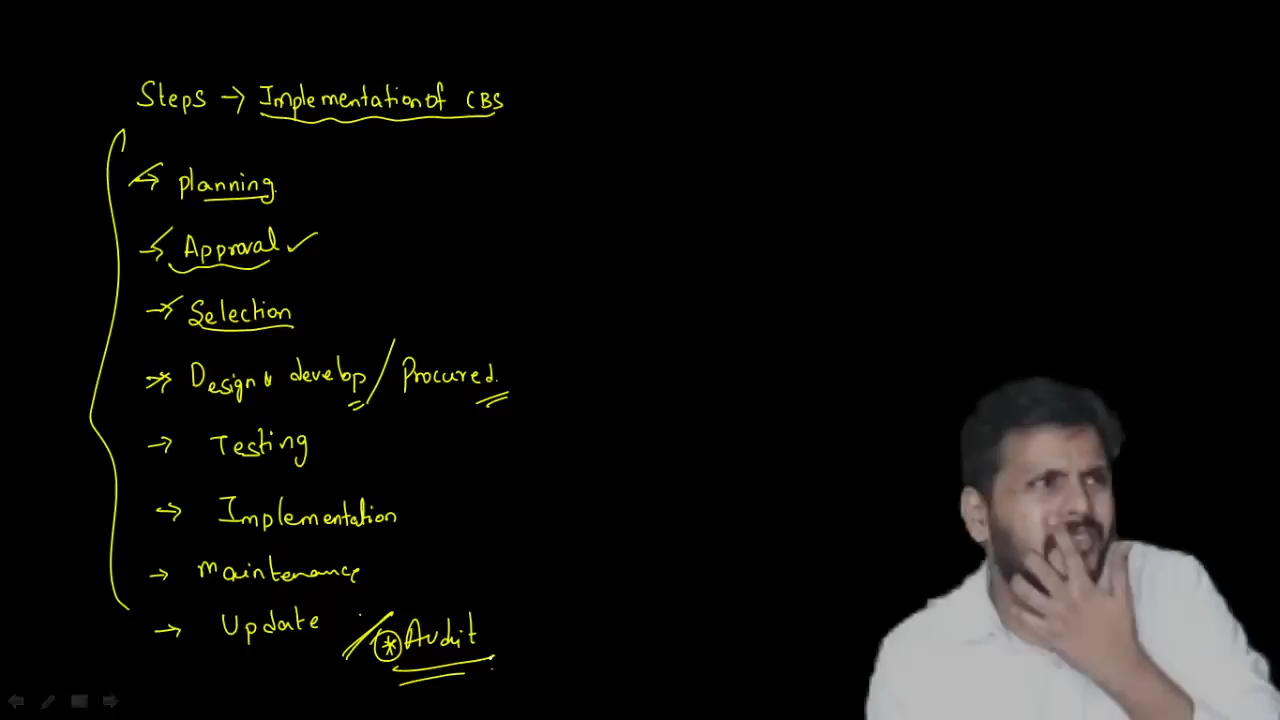 Steps → Implementation of CBS
→ planning
→ Approval ✓
→ Selection
→ Design & develop / Procured.
→ Testing
→ Implementation
→ maintenance
→ Update / * Audit